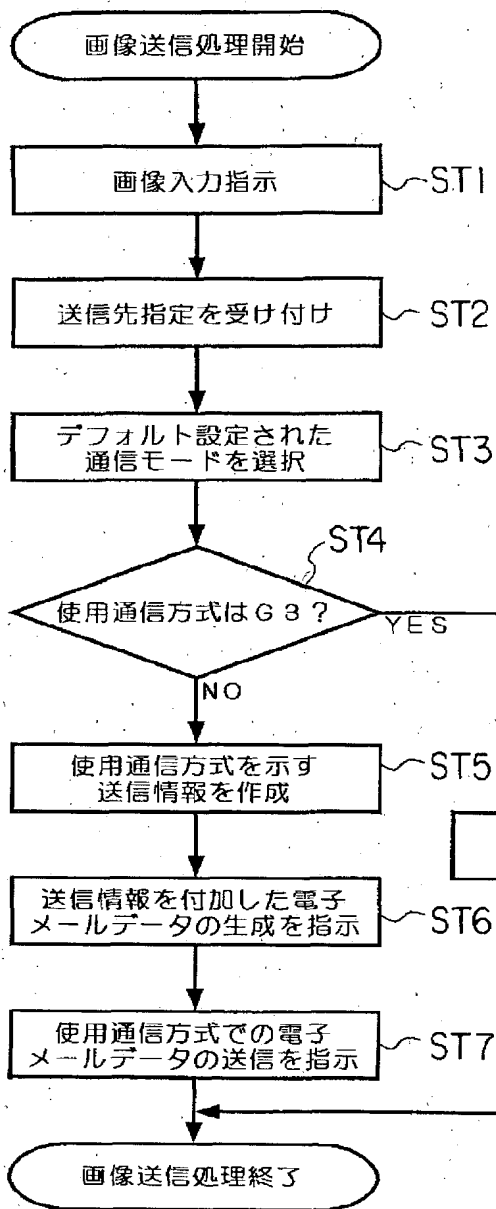 画像送信処理開始
画像入力指示
ST1
送信先指定を受け付け
ST2
デフォルト設定された
通信モードを選択
ST3
ST4
使用通信方式はG3?
YES
NO
使用通信方式を示す
送信情報を作成
ST5
送信情報を付加した電子
メールデータの生成を指示
ST6
使用通信方式での電子
メールデータの送信を指示
ST7
画像送信処理終了